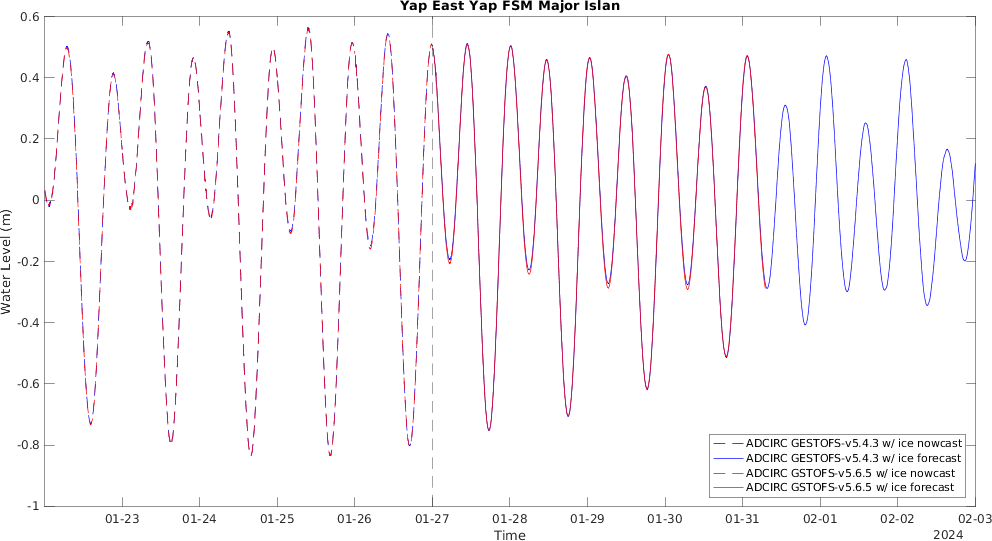 Yap East Yap FSM Major Islan
0.6
0.4
0.2
0
-0.2
-0.4
-0.6
-0.8
-1
Water Level (m)
01-23 01-24 01-25 01-26 01-27 01-28 01-29 01-30 01-31 02-01 02-02 02-03
Time
2024
ADCIRC GESTOFS-v5.4.3 w/ ice nowcast
ADCIRC GESTOFS-v5.4.3 w/ ice forecast
ADCIRC GSTOFS-v5.6.5 w/ ice nowcast
ADCIRC GSTOFS-v5.6.5 w/ ice forecast